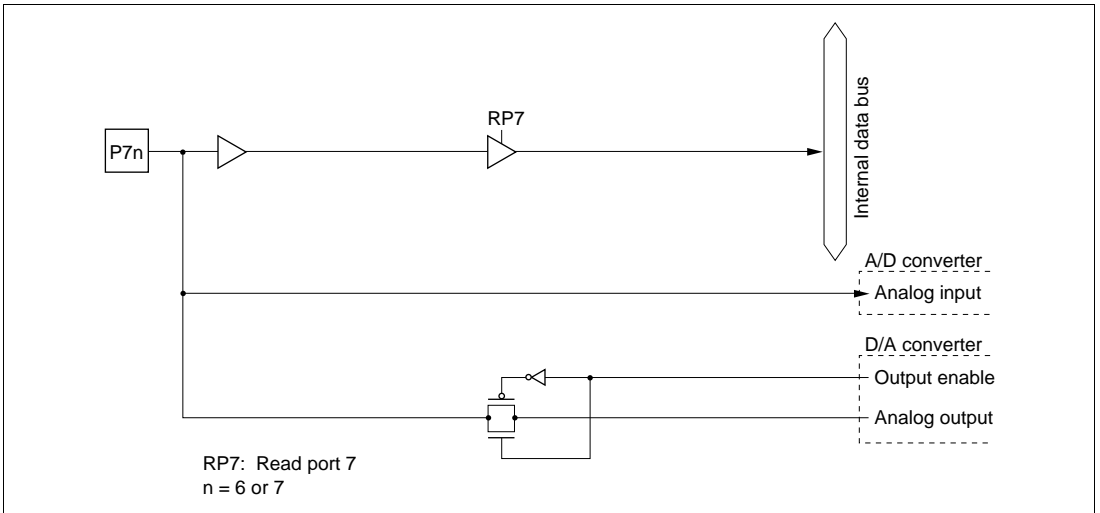 RP7
P7n
Internal data bus
A/D converter
Analog input
D/A converter
Output enable
Analog output
RP7: Read port 7
n = 6 or 7